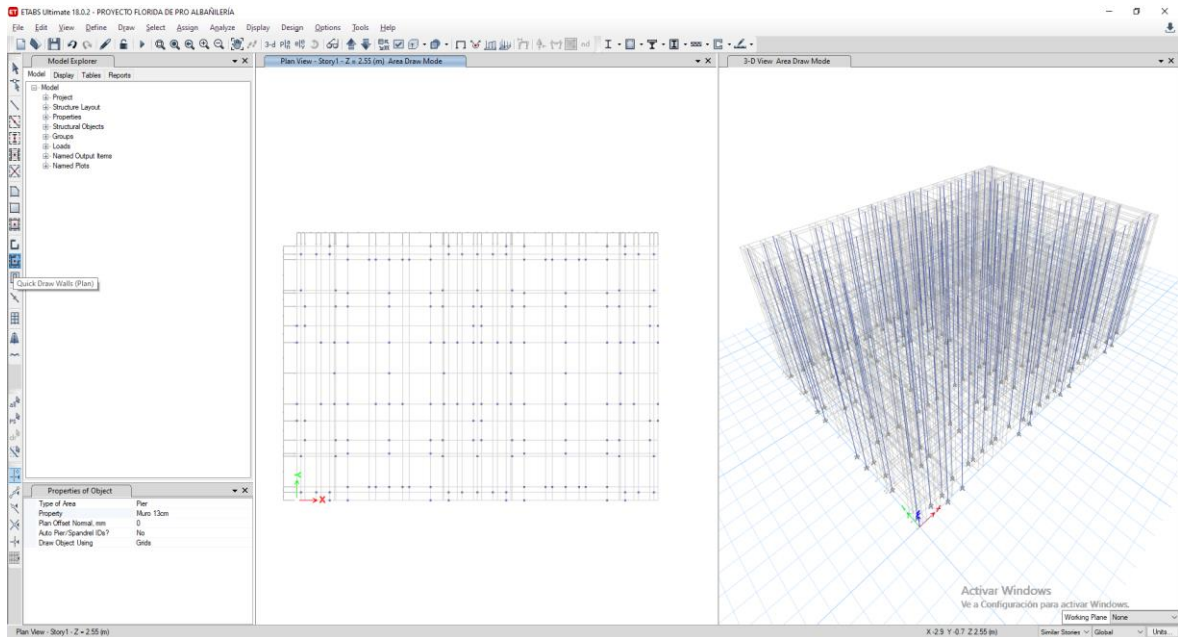 ETABS Ultimate 18.0.2 - PROYECTO FLORIDA DE PRO ALBAÑILERÍA
File Edit View Define Draw Select Assign Analyze Display Design Options Tools Help
Model Explorer
Model Display Tables Reports
Model
Project
Structure Layout
Properties
Structural Objects
Groups
Loads
Named Output Items
Named Plots
Quick Draw Walls (Plan)
Properties of Object
Type of Area Pier
Property Muro 13cm
Plan Offset Normal, mm 0
Auto Pier/Spandrel IDs? No
Draw Object Using Grids
Plan View - Story1 - Z = 2.55 (m) Area Draw Mode
Y
X
3-D View Area Draw Mode
Activar Windows
Ve a Configuración para activar Windows.
Working Plane None
Plan View - Story1 - Z = 2.55 (m)
X -2.9 Y -0.7 Z 2.55 (m)
Similar Stories
Global
Units...